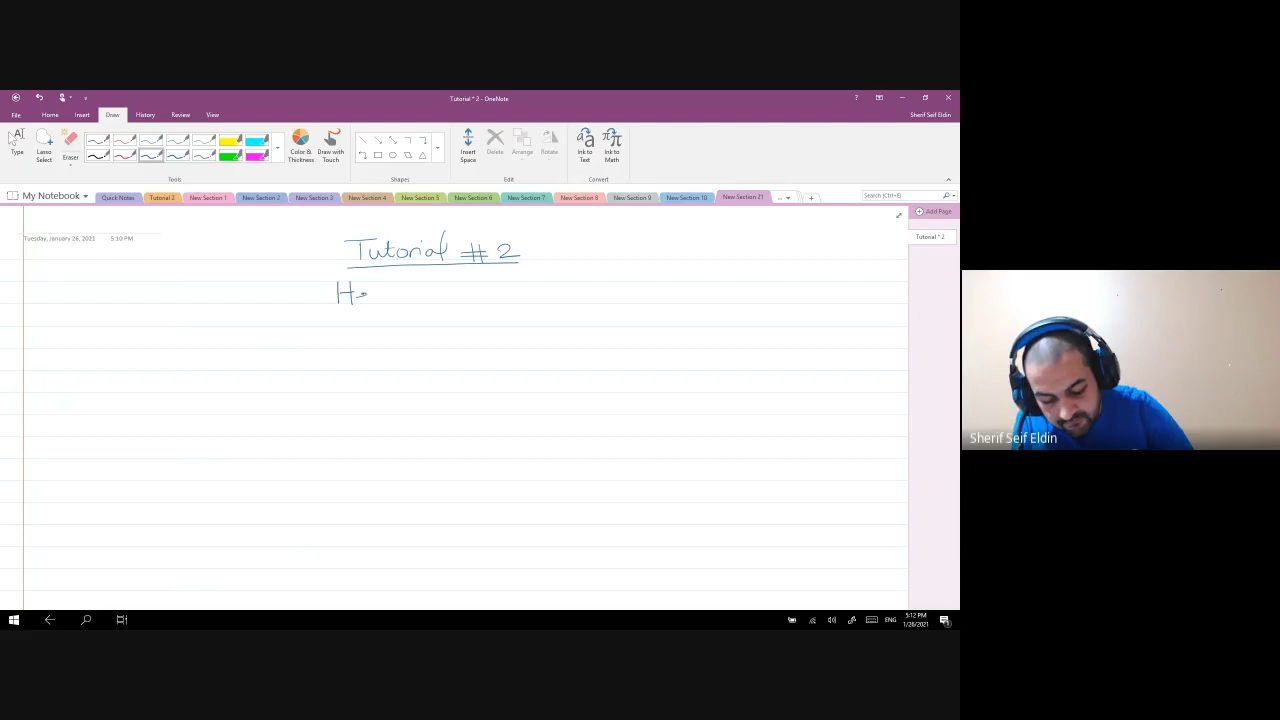 Tutorial * 2 - OneNote
?
File Home Insert Draw History Review View
Sherif Seif Eldin
Type
Lasso Select
Eraser
Color & Thickness
Draw with Touch
Insert Space
Delete
Arrange
Rotate
Ink to Text
Ink to Math
Tools
Shapes
Edit
Convert
My Notebook
Quick Notes Tutorial 2 New Section 1 New Section 2 New Section 3 New Section 4 New Section 5 New Section 6 New Section 7 New Section 8 New Section 9 New Section 10 New Section 21 ...
Search (Ctrl+E)
Add Page
Tutorial * 2
Tuesday, January 26, 2021 5:10 PM
Tutorial # 2
Sherif Seif Eldin
ENG
5:12 PM
1/26/2021